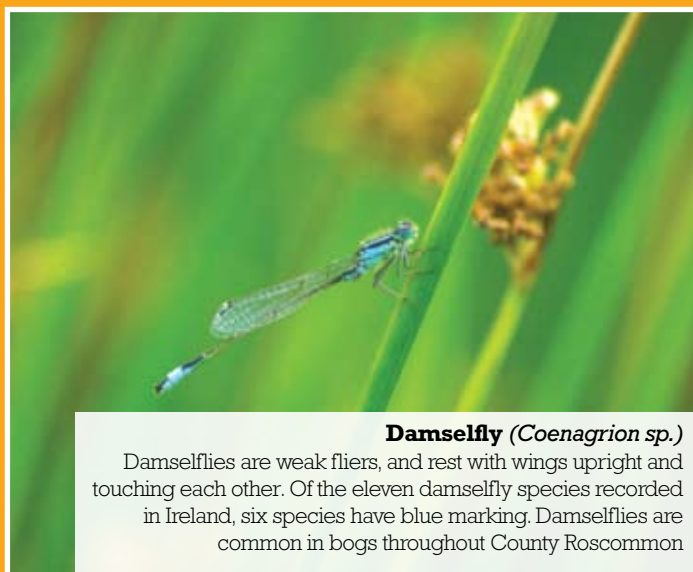 Damselfly (Coenagrion sp.)
Damselflies are weak fliers, and rest with wings upright and
touching each other. Of the eleven damselfly species recorded
in Ireland, six species have blue marking. Damselflies are
common in bogs throughout County Roscommon